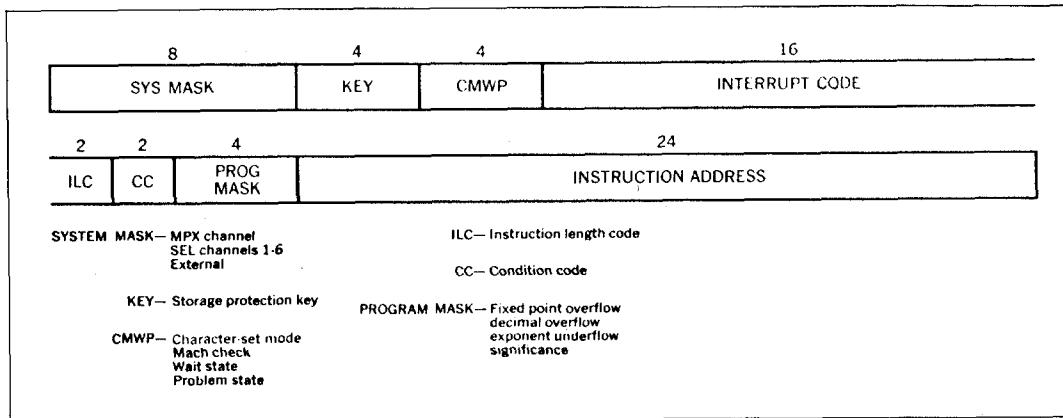 8 4 4 16
SYS MASK KEY CMWP INTERRUPT CODE
2 2 4 24
ILC CC PROG MASK INSTRUCTION ADDRESS
SYSTEM MASK— MPX channel
SEL channels 1-6
External
KEY— Storage protection key
CMWP— Character-set mode
Mach check
Wait state
Problem state
ILC— Instruction length code
CC— Condition code
PROGRAM MASK— Fixed point overflow
decimal overflow
exponent underflow
significance